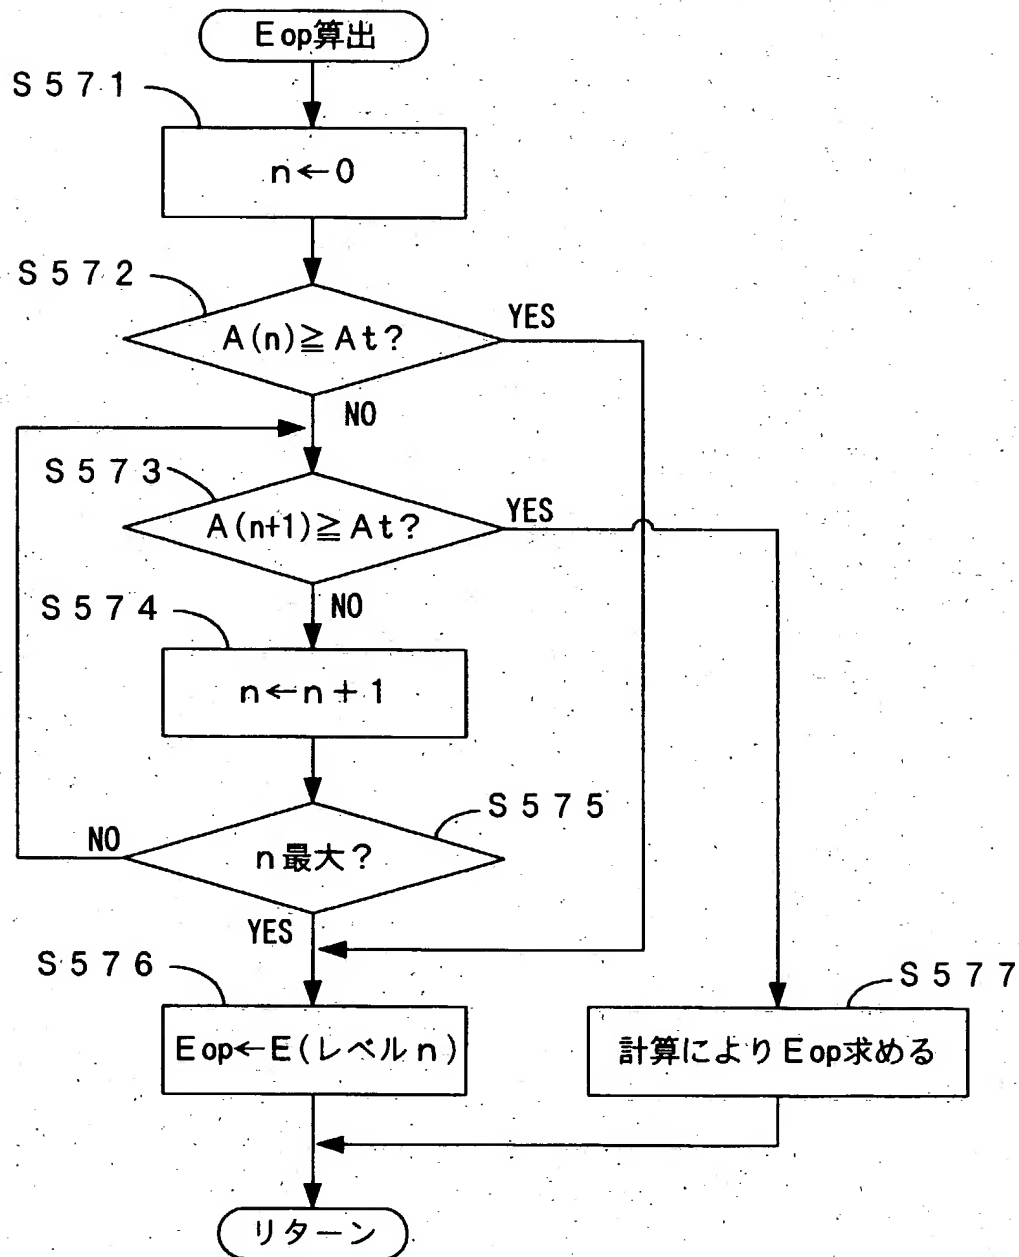 Eop算出
S571
n←0
S572
A(n)≧At?
YES
NO
S573
A(n+1)≧At?
YES
S574
NO
n←n+1
S575
NO
n最大?
YES
S576
S577
Eop←E(レベルn)
計算によりEop求める
リターン